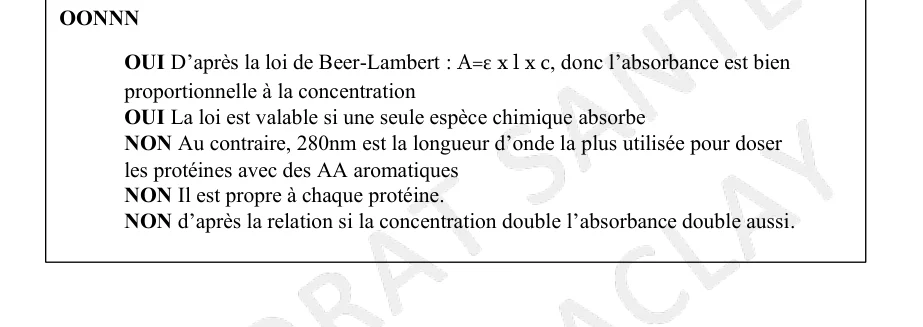 OONNN
OUI D’après la loi de Beer-Lambert : A=ε x l x c, donc l’absorbance est bien
proportionnelle à la concentration
OUI La loi est valable si une seule espèce chimique absorbe
NON Au contraire, 280nm est la longueur d’onde la plus utilisée pour doser
les protéines avec des AA aromatiques
NON Il est propre à chaque protéine.
NON d’après la relation si la concentration double l’absorbance double aussi.
SANTE
ACLAY